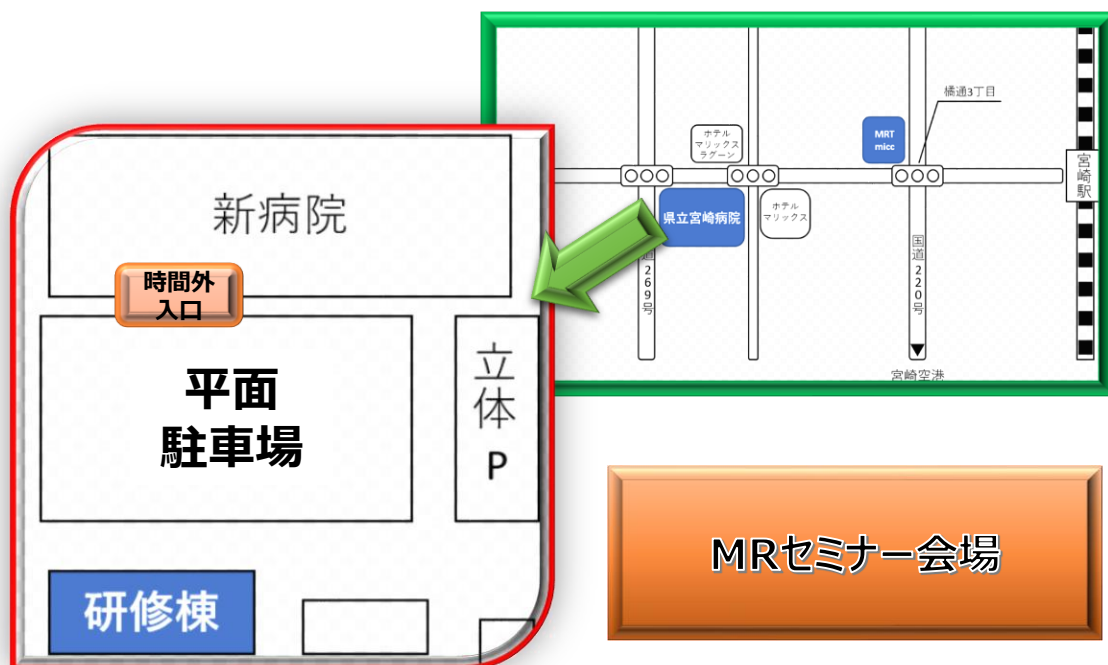 橘通3丁目
MRT
micc
ホテル
マリックス
ラグーン
宮崎駅
県立宮崎病院
ホテル
マリックス
国道220号
道269号
宮崎空港
新病院
時間外
入口
平面
駐車場
立体
P
研修棟
MRセミナー会場